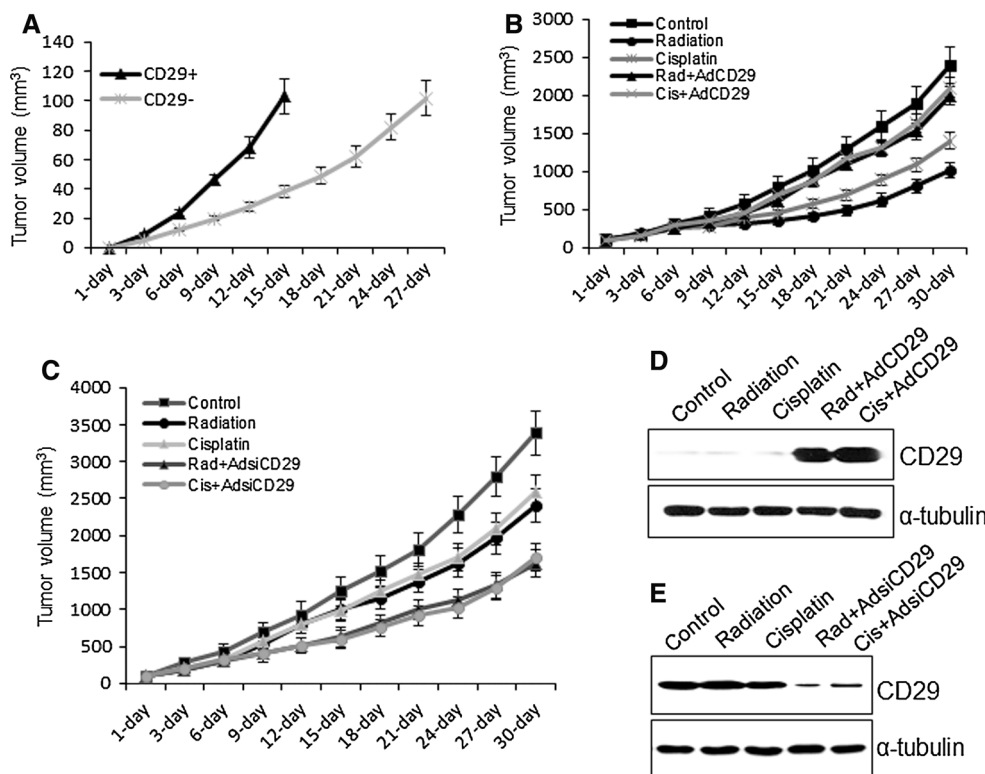 A
Tumor volume (mm³)
140
120
100
80
60
40
20
0
CD29+
CD29-
1-day
3-day
6-day
9-day
12-day
15-day
18-day
21-day
24-day
27-day
B
Tumor volume (mm³)
3000
2500
2000
1500
1000
500
0
Control
Radiation
Cisplatin
Rad+AdCD29
Cis+AdCD29
1-day
3-day
6-day
9-day
12-day
15-day
18-day
21-day
24-day
27-day
30-day
C
Tumor volume (mm³)
4000
3500
3000
2500
2000
1500
1000
500
0
Control
Radiation
Cisplatin
Rad+AdsiCD29
Cis+AdsiCD29
1-day
3-day
6-day
9-day
12-day
15-day
18-day
21-day
24-day
27-day
30-day
D
Control
Radiation
Cisplatin
Rad+AdCD29
Cis+AdCD29
CD29
α-tubulin
E
Control
Radiation
Cisplatin
Rad+AdsiCD29
Cis+AdsiCD29
CD29
α-tubulin